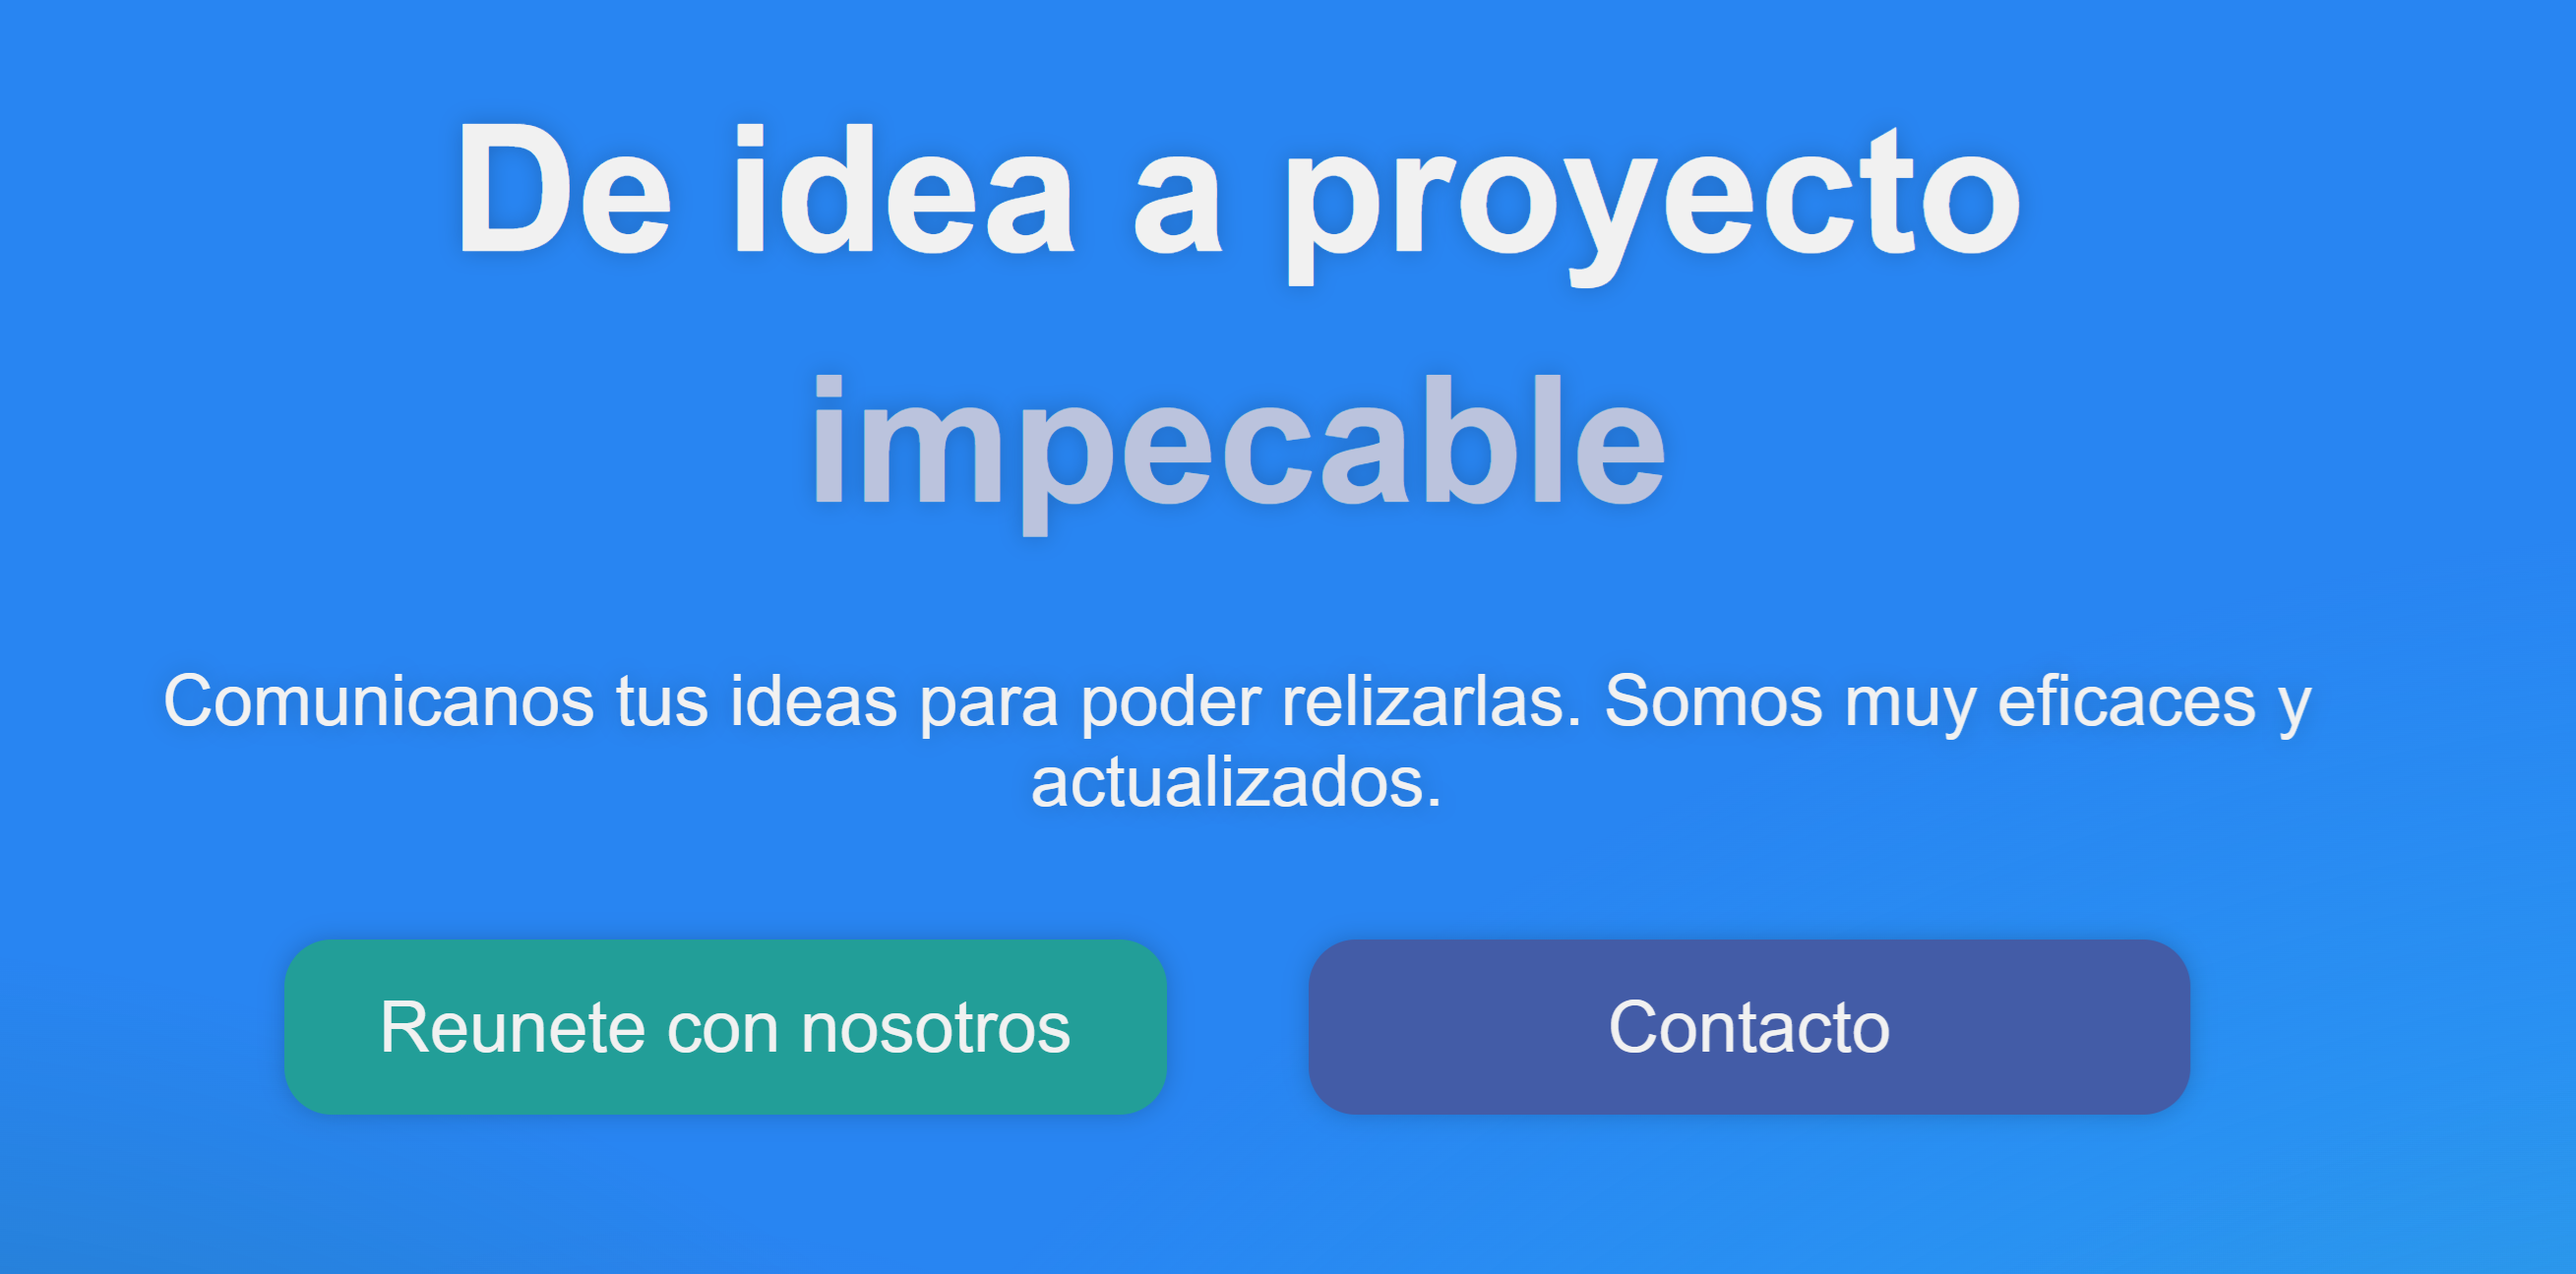 De idea a proyecto
impecable
Comunicanos tus ideas para poder relizarlas. Somos muy eficaces y
actualizados.
Reunete con nosotros
Contacto